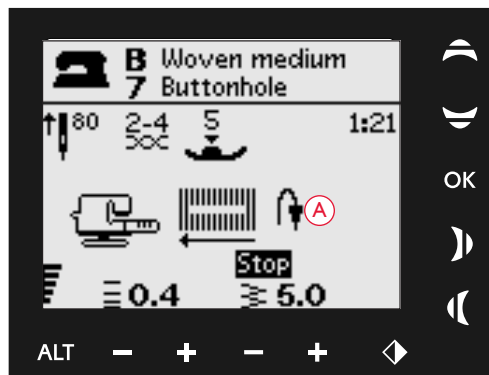 B Woven medium
7 Buttonhole
80 2-4 5 1:21
A
Stop
0.4 5.0
OK
ALT - + - +